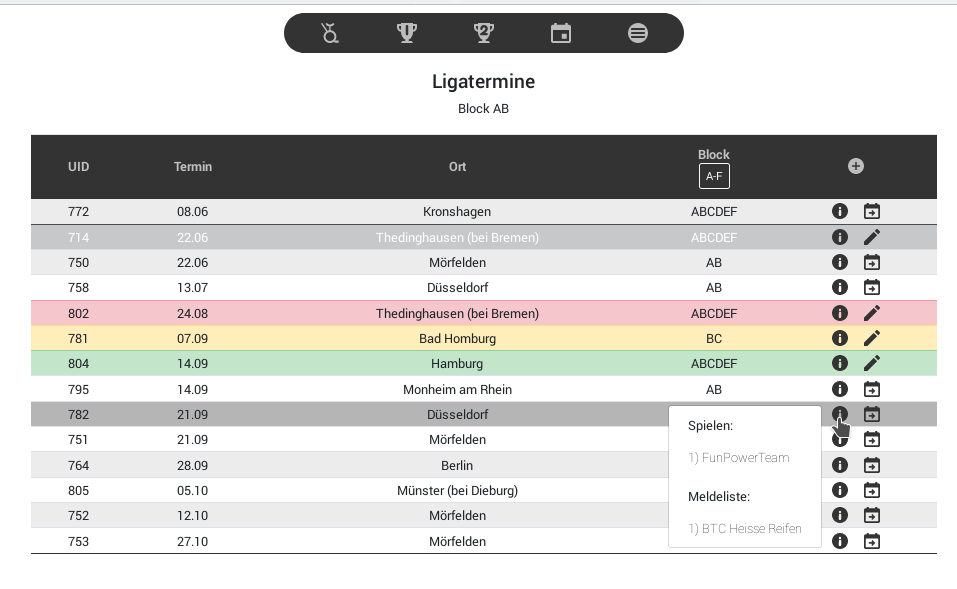 Ligatermine
Block AB
UID Termin Ort Block
A-F
772 08.06 Kronshagen ABCDEF
714 22.06 Thedinghausen (bei Bremen) ABCDEF
750 22.06 Mörfelden AB
758 13.07 Düsseldorf AB
802 24.08 Thedinghausen (bei Bremen) ABCDEF
781 07.09 Bad Homburg BC
804 14.09 Hamburg ABCDEF
795 14.09 Monheim am Rhein AB
782 21.09 Düsseldorf
751 21.09 Mörfelden
764 28.09 Berlin
805 05.10 Münster (bei Dieburg)
752 12.10 Mörfelden
753 27.10 Mörfelden
Spielen:
1) FunPowerTeam
Meldeliste:
1) BTC Heisse Reifen